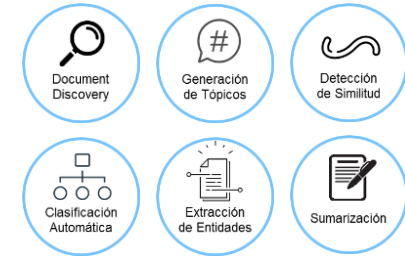 Document
Discovery
#
Generación
de Tópicos
Detección
de Similitud
Clasificación
Automática
Extracción
de Entidades
Sumarización